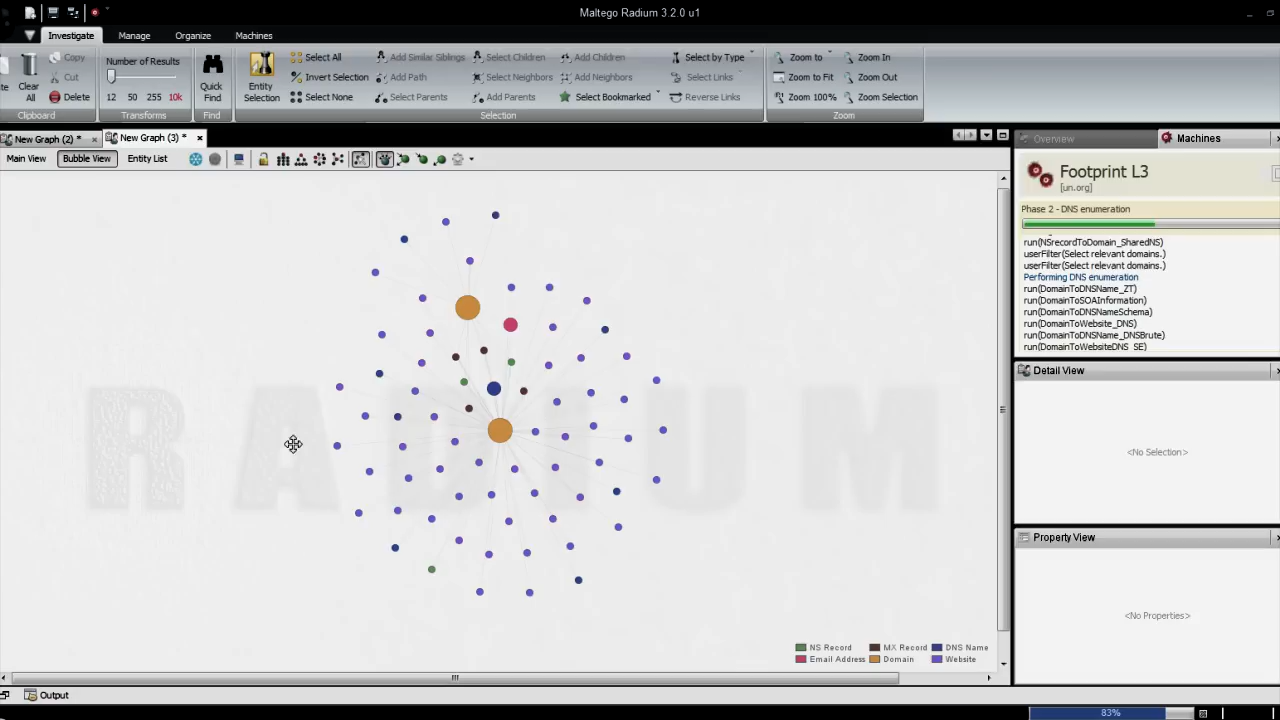 Maltego Radium 3.2.0 u1
Investigate Manage Organize Machines
Clear All
Copy
Cut
Delete
Clipboard
Number of Results
12 50 255 10k
Transforms
Quick Find
Find
Entity Selection
Select All
Invert Selection
Select None
Add Similar Siblings
Add Path
Select Parents
Select Children
Select Neighbors
Add Parents
Add Children
Add Neighbors
Select Bookmarked
Select by Type
Select Links
Reverse Links
Selection
Zoom to
Zoom to Fit
Zoom 100%
Zoom In
Zoom Out
Zoom Selection
Zoom
New Graph (2) *
New Graph (3) *
Main View Bubble View Entity List
RADIUM
NS Record MX Record DNS Name
Email Address Domain Website
Output
Overview Machines
Footprint L3
[un.org]
Phase 2 - DNS enumeration
run(NSrecordToDomain_SharedNS)
userFilter(Select relevant domains.)
userFilter(Select relevant domains.)
Performing DNS enumeration
run(DomainToDNSName_ZT)
run(DomainToSOAInformation)
run(DomainToDNSNameSchema)
run(DomainToWebsite_DNS)
run(DomainToDNSName_DNSBrute)
run(DomainToWebsiteDNS_SE)
Detail View
<No Selection>
Property View
<No Properties>
83%